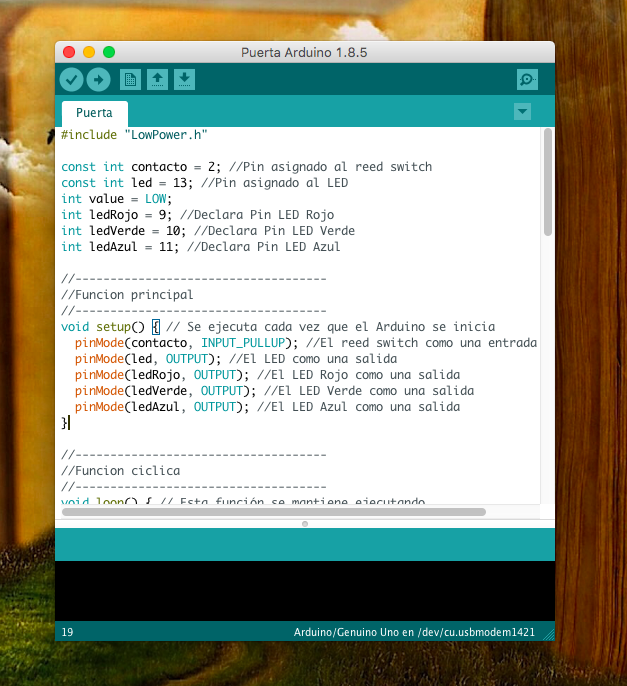 Puerta Arduino 1.8.5
Puerta
#include "LowPower.h"
const int contacto = 2; //Pin asignado al reed switch
const int led = 13; //Pin asignado al LED
int value = LOW;
int ledRojo = 9; //Declara Pin LED Rojo
int ledVerde = 10; //Declara Pin LED Verde
int ledAzul = 11; //Declara Pin LED Azul
//------------------------------------
//Funcion principal
//------------------------------------
void setup() { // Se ejecuta cada vez que el Arduino se inicia
pinMode(contacto, INPUT_PULLUP); //El reed switch como una entrada
pinMode(led, OUTPUT); //El LED como una salida
pinMode(ledRojo, OUTPUT); //El LED Rojo como una salida
pinMode(ledVerde, OUTPUT); //El LED Verde como una salida
pinMode(ledAzul, OUTPUT); //El LED Azul como una salida
}
//------------------------------------
//Funcion ciclica
//------------------------------------
void loop() { // Esta función se mantiene ejecutando
19
Arduino/Genuino Uno en /dev/cu.usbmodem1421